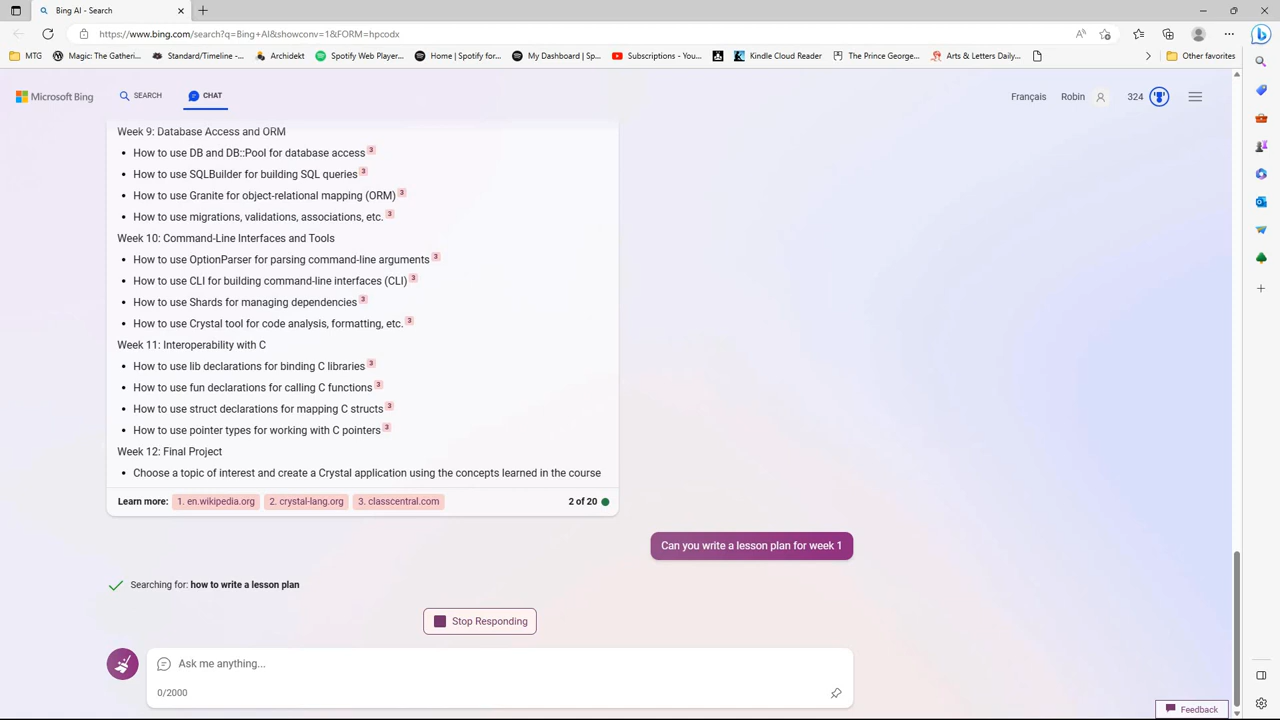 Bing AI - Search
https://www.bing.com/search?q=Bing+AI&showconv=1&FORM=hpcodx
MTG
Magic: The Gatheri...
Standard/Timeline -...
Archidekt
Spotify Web Player...
Home | Spotify for...
My Dashboard | Sp...
Subscriptions - You...
Kindle Cloud Reader
The Prince George...
Arts & Letters Daily...
Other favorites
Microsoft Bing
SEARCH
CHAT
Français
Robin
324
Week 9: Database Access and ORM
• How to use DB and DB::Pool for database access 3
• How to use SQLBuilder for building SQL queries 3
• How to use Granite for object-relational mapping (ORM) 3
• How to use migrations, validations, associations, etc. 3
Week 10: Command-Line Interfaces and Tools
• How to use OptionParser for parsing command-line arguments 3
• How to use CLI for building command-line interfaces (CLI) 3
• How to use Shards for managing dependencies 3
• How to use Crystal tool for code analysis, formatting, etc. 3
Week 11: Interoperability with C
• How to use lib declarations for binding C libraries 3
• How to use fun declarations for calling C functions 3
• How to use struct declarations for mapping C structs 3
• How to use pointer types for working with C pointers 3
Week 12: Final Project
• Choose a topic of interest and create a Crystal application using the concepts learned in the course
Learn more: 1. en.wikipedia.org 2. crystal-lang.org 3. classcentral.com 2 of 20
Can you write a lesson plan for week 1
Searching for: how to write a lesson plan
Stop Responding
Ask me anything...
0/2000
Feedback